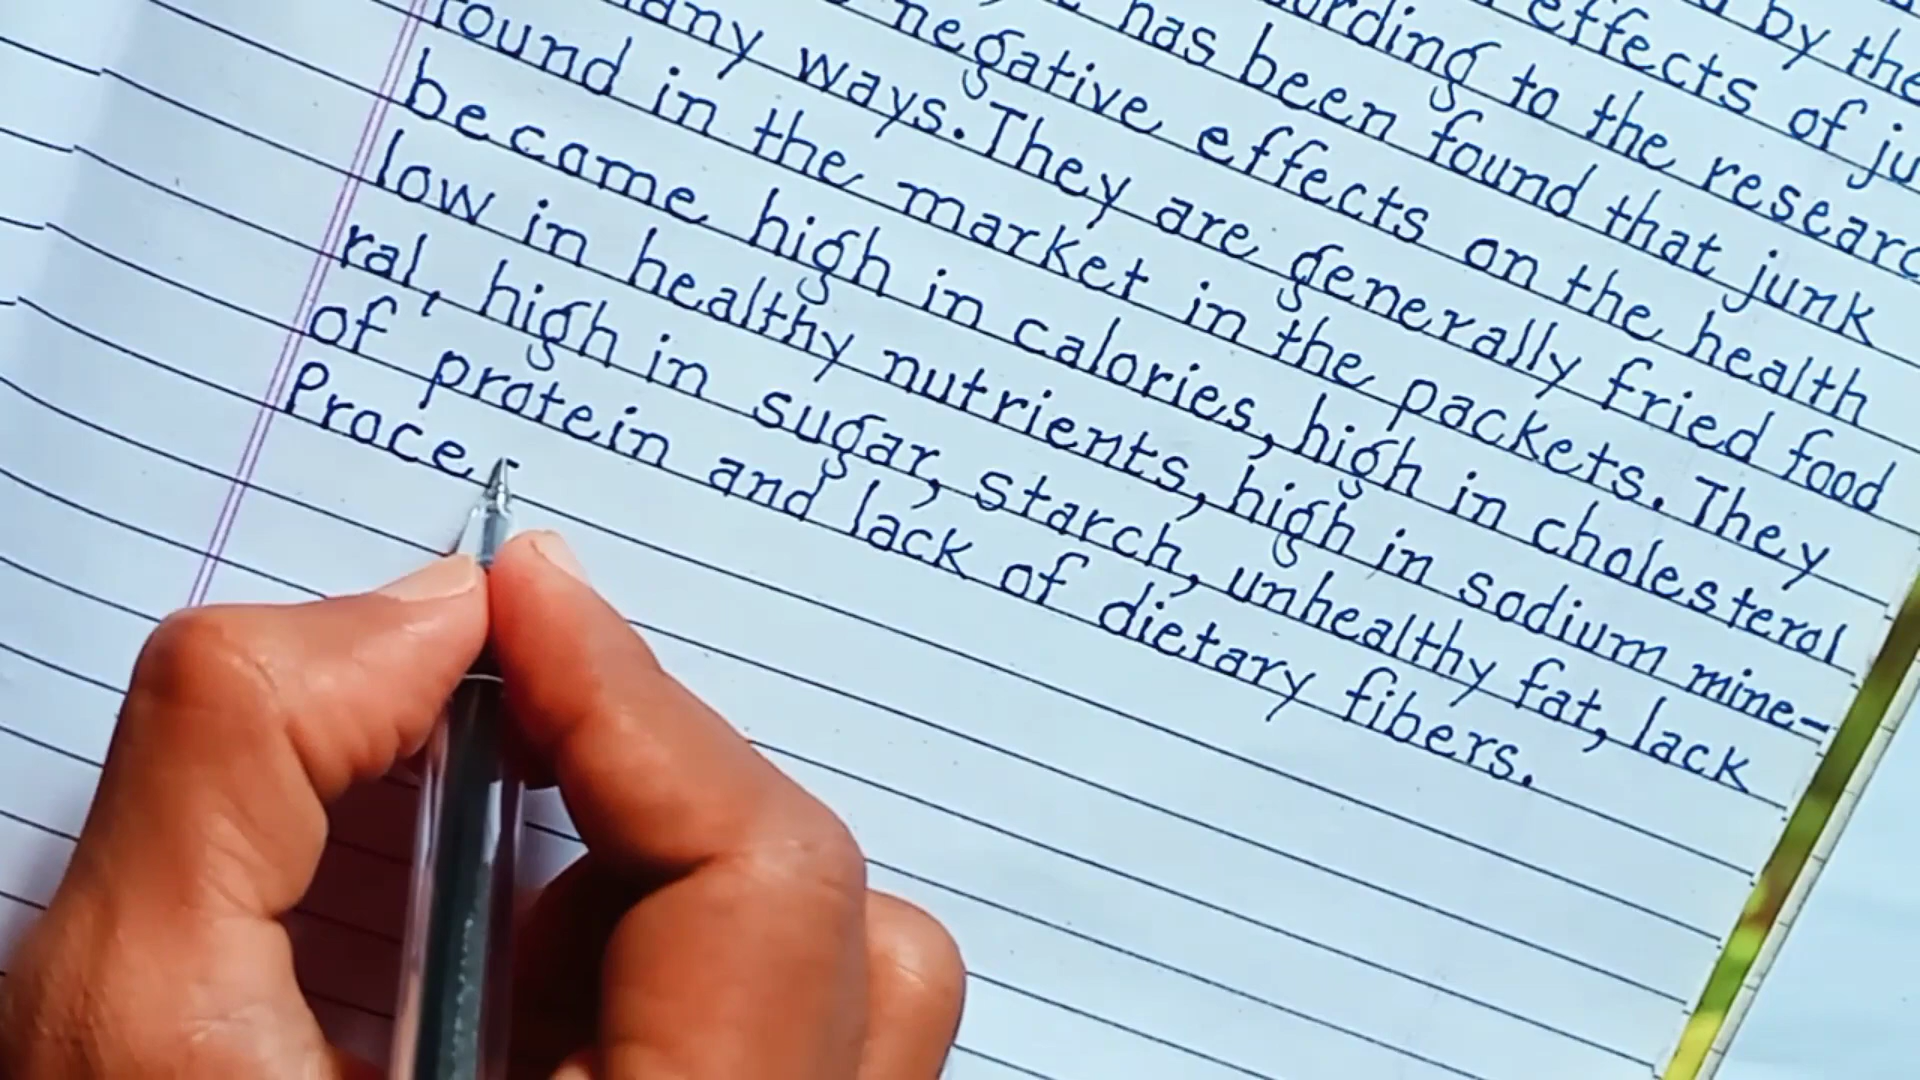 by the
effects of ju
ording to the researc
has been found that junk
negative effects on the health
any ways. They are generally fried food
found in the market in the packets. They
become high in calories, high in cholesterol
low in healthy nutrients, high in sodium mine-
ral, high in sugar, starch, unhealthy fat, lack
of protein and lack of dietary fibers.
Proce